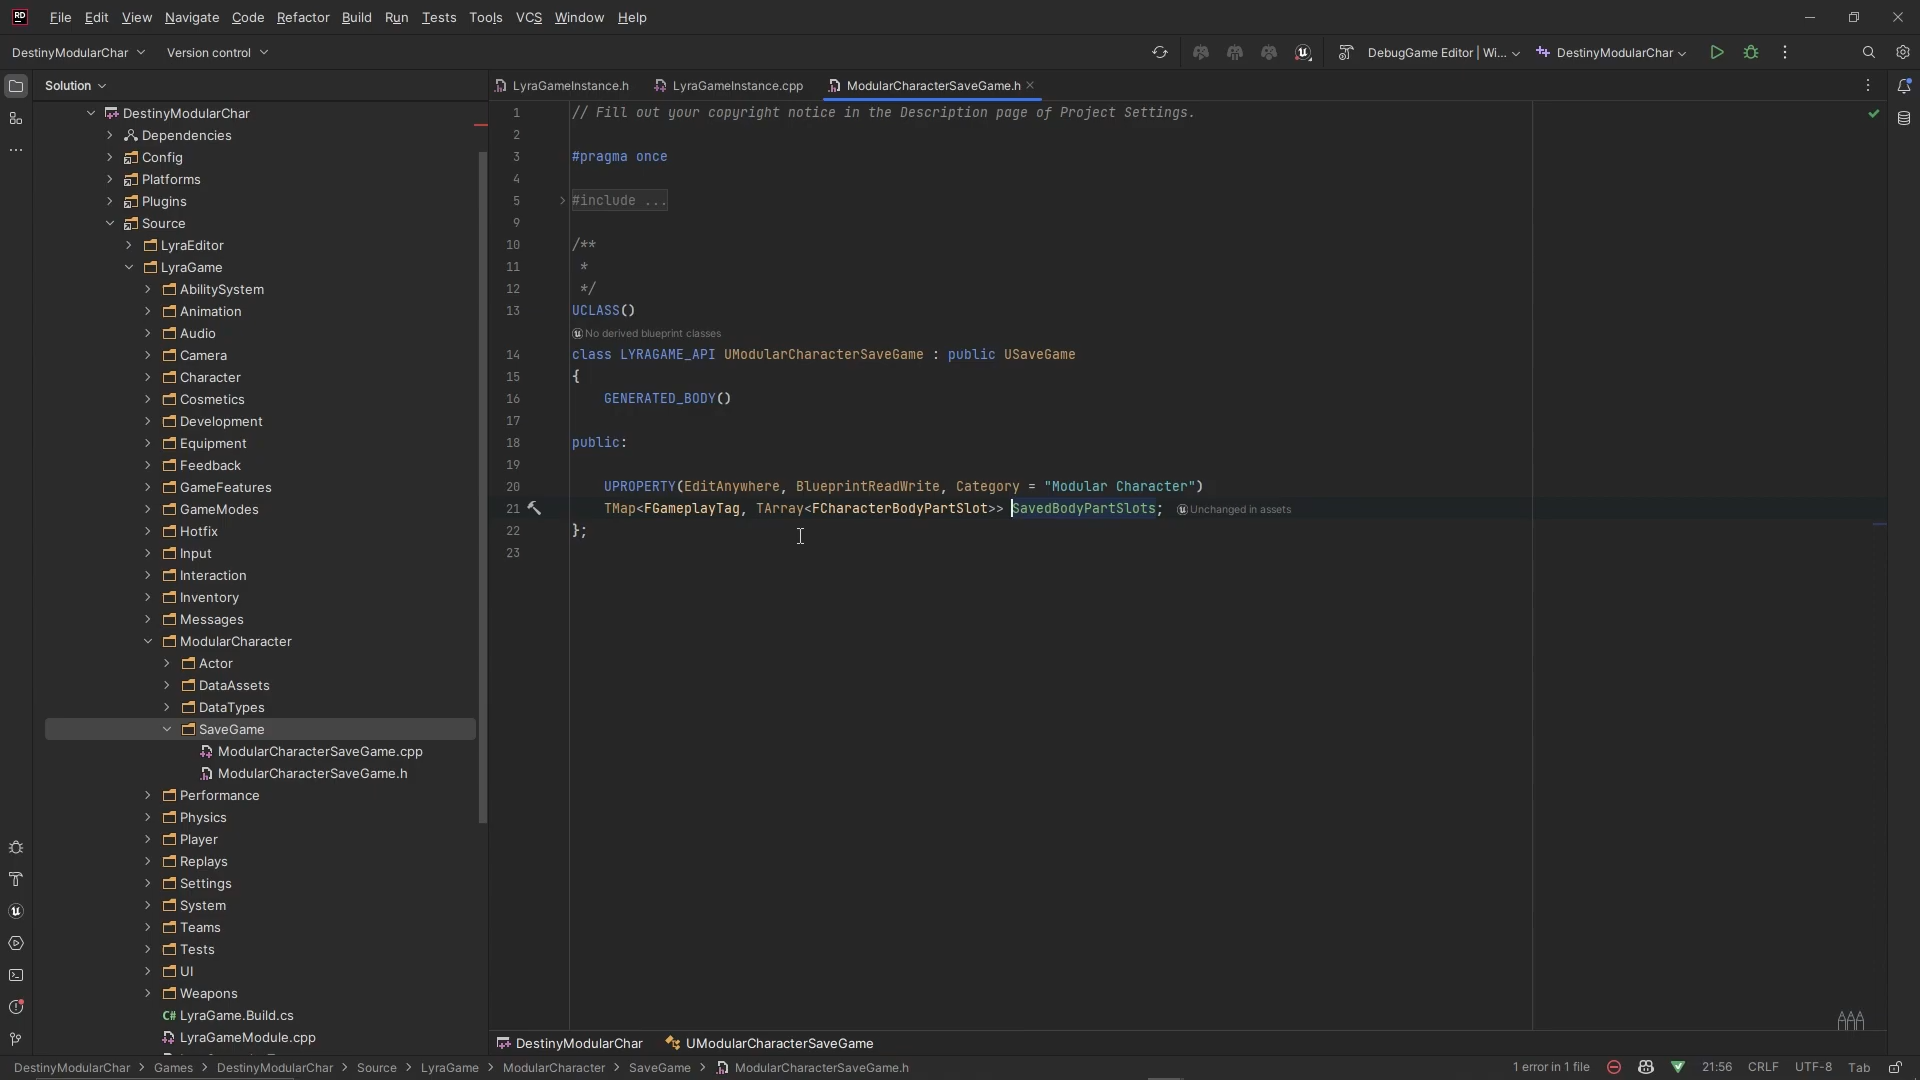 File Edit View Navigate Code Refactor Build Run Tests Tools VCS Window Help
DestinyModularChar Version control DebugGame Editor | Wi... DestinyModularChar
Solution
LyraGameInstance.h LyraGameInstance.cpp ModularCharacterSaveGame.h
DestinyModularChar
Dependencies
Config
Platforms
Plugins
Source
LyraEditor
LyraGame
AbilitySystem
Animation
Audio
Camera
Character
Cosmetics
Development
Equipment
Feedback
GameFeatures
GameModes
Hotfix
Input
Interaction
Inventory
Messages
ModularCharacter
Actor
DataAssets
DataTypes
SaveGame
ModularCharacterSaveGame.cpp
ModularCharacterSaveGame.h
Performance
Physics
Player
Replays
Settings
System
Teams
Tests
UI
Weapons
C# LyraGame.Build.cs
LyraGameModule.cpp
1 // Fill out your copyright notice in the Description page of Project Settings.
2
3 #pragma once
4
5 #include ...
9
10 /**
11 *
12 */
13 UCLASS()
No derived blueprint classes
14 class LYRAGAME_API UModularCharacterSaveGame : public USaveGame
15 {
16 GENERATED_BODY()
17
18 public:
19
20 UPROPERTY(EditAnywhere, BlueprintReadWrite, Category = "Modular Character")
21 TMap<FGameplayTag, TArray<FCharacterBodyPartSlot>> SavedBodyPartSlots; Unchanged in assets
22 };
23
DestinyModularChar UModularCharacterSaveGame
DestinyModularChar > Games > DestinyModularChar > Source > LyraGame > ModularCharacter > SaveGame > ModularCharacterSaveGame.h 1 error in 1 file 21:56 CRLF UTF-8 Tab